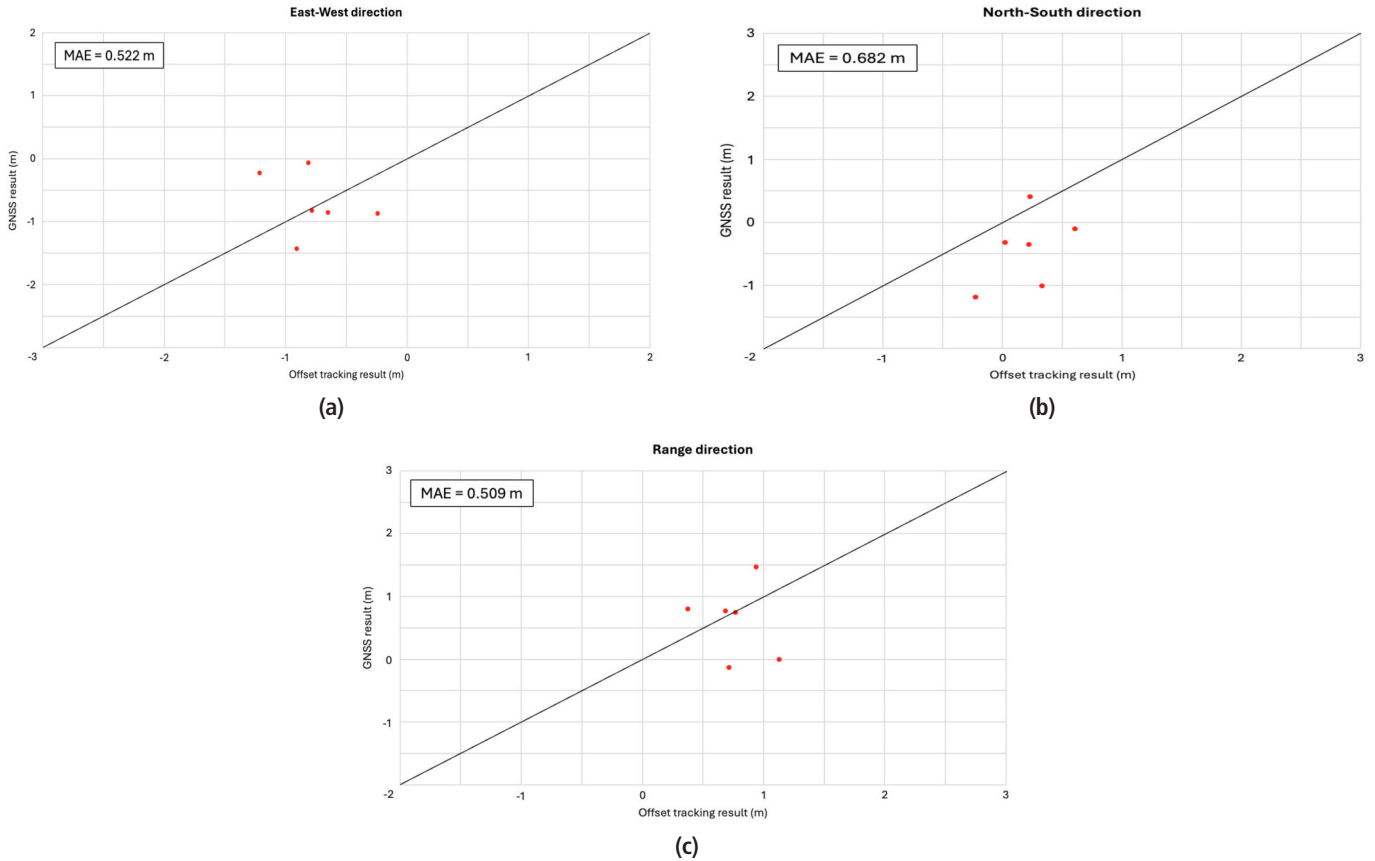 East-West direction
MAE = 0.522 m
2
1
0
-1
-2
-3
-2
-1
0
1
2
GNSS result (m)
Offset tracking result (m)
(a)
North-South direction
MAE = 0.682 m
3
2
1
0
-1
-2
-1
0
1
2
3
GNSS result (m)
Offset tracking result (m)
(b)
Range direction
MAE = 0.509 m
3
2
1
0
-1
-2
-1
0
1
2
3
GNSS result (m)
Offset tracking result (m)
(c)